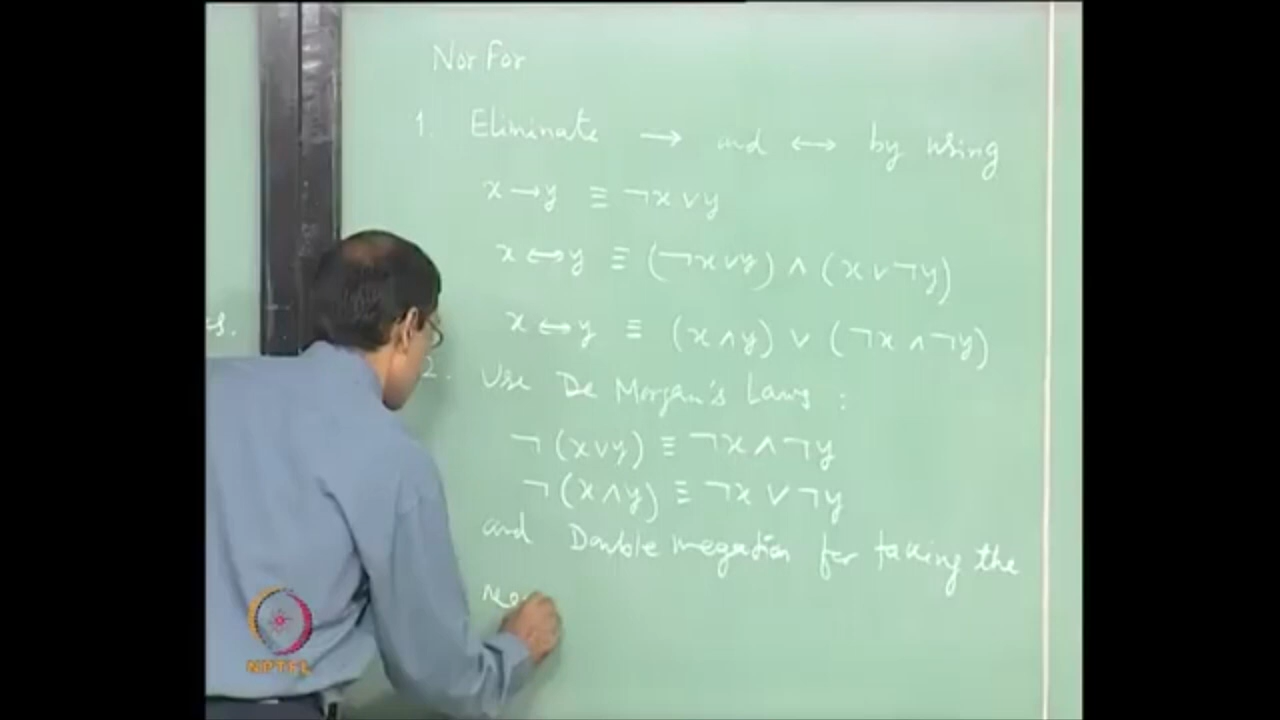 Nor For
1. Eliminate → and ↔ by using
x → y ≡ ¬x ∨ y
x ↔ y ≡ (¬x ∨ y) ∧ (x ∨ ¬y)
x ↔ y ≡ (x ∧ y) ∨ (¬x ∧ ¬y)
2. Use De Morgan's Laws :
¬(x ∨ y) ≡ ¬x ∧ ¬y
¬(x ∧ y) ≡ ¬x ∨ ¬y
and Double negation for taking the
NPTEL